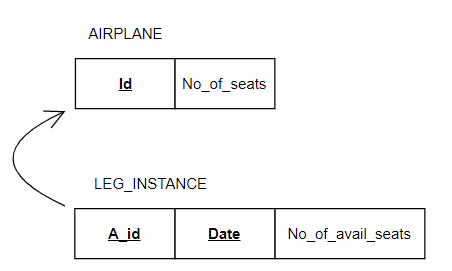 AIRPLANE
Id No_of_seats
LEG_INSTANCE
A_id Date No_of_avail_seats